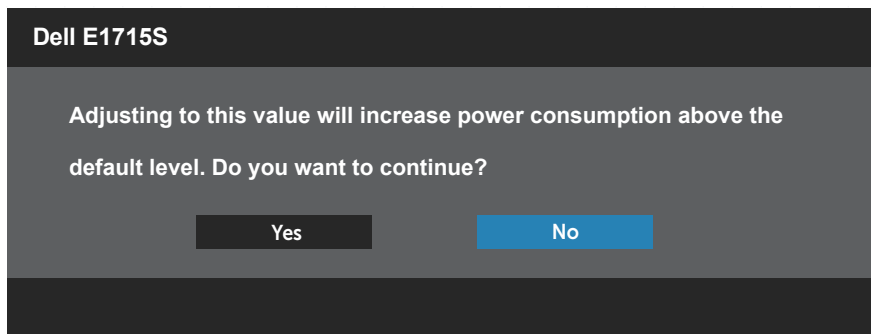 Dell E1715S
Adjusting to this value will increase power consumption above the
default level. Do you want to continue?
Yes
No